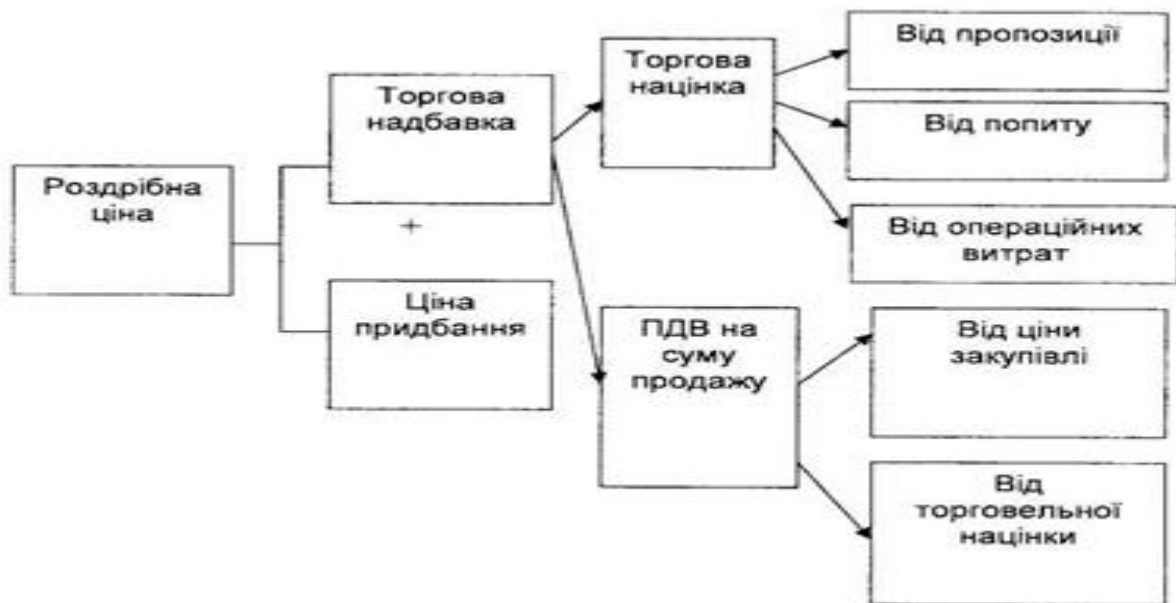 Роздрібна
ціна
Торгова
надбавка
+
Ціна
придбання
Торгова
націнка
ПДВ на
суму
продажу
Від пропозиції
Від попиту
Від операційних
витрат
Від ціни
закупівлі
Від
торговельної
націнки